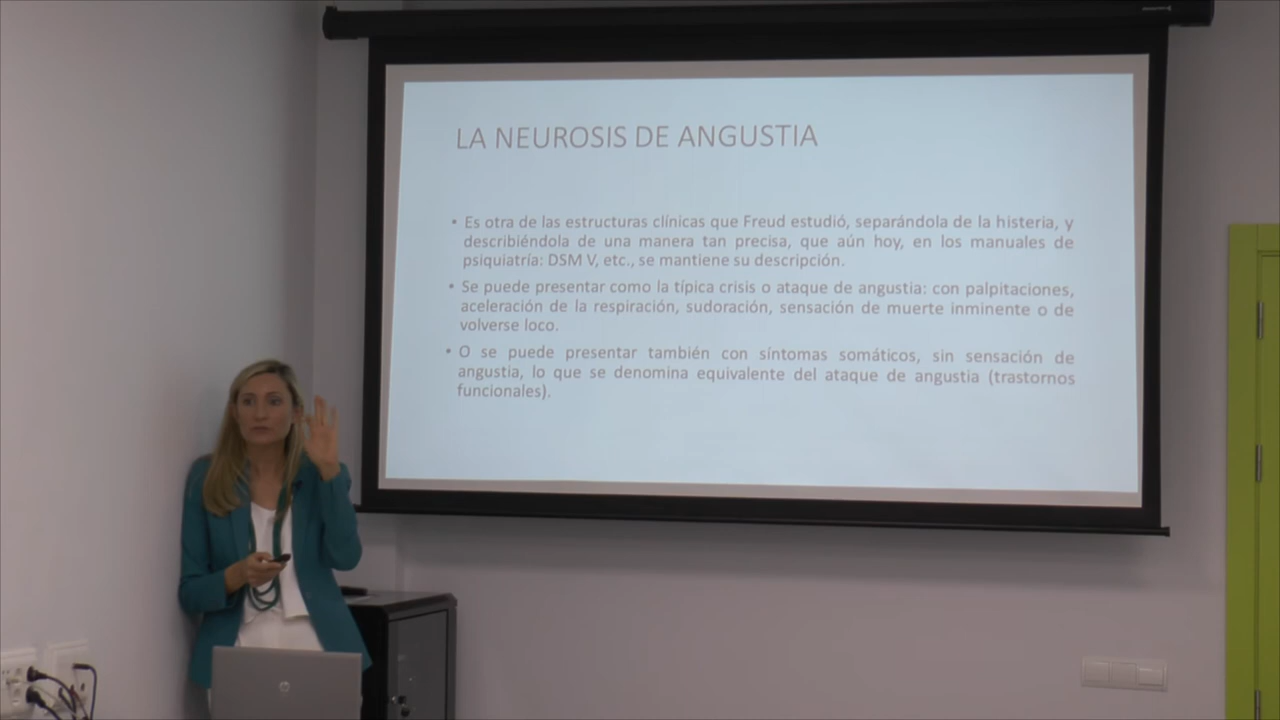 LA NEUROSIS DE ANGUSTIA
• Es otra de las estructuras clínicas que Freud estudió, separándola de la histeria, y
describiéndola de una manera tan precisa, que aún hoy, en los manuales de
psiquiatría: DSM V, etc., se mantiene su descripción.
• Se puede presentar como la típica crisis o ataque de angustia: con palpitaciones,
aceleración de la respiración, sudoración, sensación de muerte inminente o de
volverse loco.
• O se puede presentar también con síntomas somáticos, sin sensación de
angustia, lo que se denomina equivalente del ataque de angustia (trastornos
funcionales).
hp